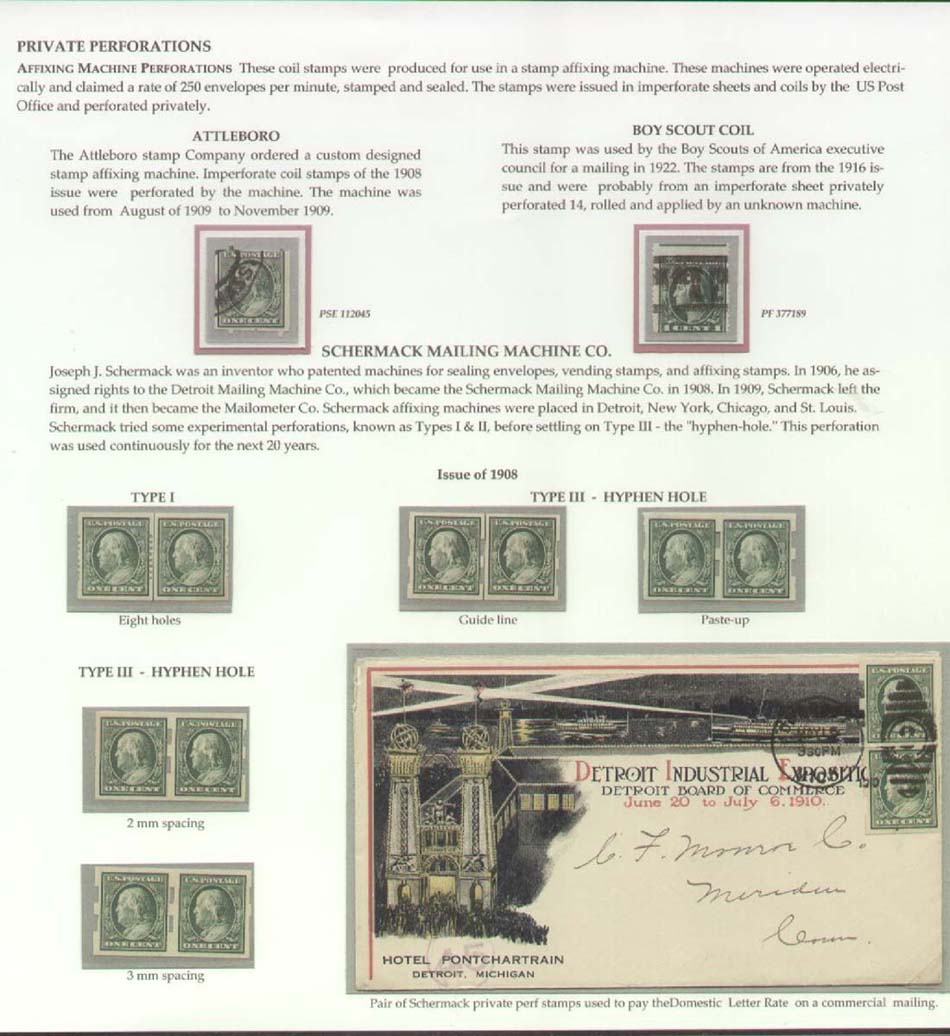 PRIVATE PERFORATIONS
AFFIXING MACHINE PERFORATIONS These coil stamps were produced for use in a stamp affixing machine. These machines were operated electri-
cally and claimed a rate of 250 envelopes per minute, stamped and sealed. The stamps were issued in imperforate sheets and coils by the US Post
Office and perforated privately.
ATTLEBORO
The Attleboro stamp Company ordered a custom designed
stamp affixing machine. Imperforate coil stamps of the 1908
issue were perforated by the machine. The machine was
used from August of 1909 to November 1909.
BOY SCOUT COIL
This stamp was used by the Boy Scouts of America executive
council for a mailing in 1922. The stamps are from the 1916 is-
sue and were probably from an imperforate sheet privately
perforated 14, rolled and applied by an unknown machine.
U.S. POSTAGE
ONE CENT
PSE 112045
1 CENT 1
PF 377189
SCHERMACK MAILING MACHINE CO.
Joseph J. Schermack was an inventor who patented machines for sealing envelopes, vending stamps, and affixing stamps. In 1906, he as-
signed rights to the Detroit Mailing Machine Co., which became the Schermack Mailing Machine Co. in 1908. In 1909, Schermack left the
firm, and it then became the Mailometer Co. Schermack affixing machines were placed in Detroit, New York, Chicago, and St. Louis.
Schermack tried some experimental perforations, known as Types I & II, before settling on Type III - the "hyphen-hole." This perforation
was used continuously for the next 20 years.
Issue of 1908
TYPE I
U.S. POSTAGE U.S. POSTAGE
ONE CENT ONE CENT
Eight holes
TYPE III - HYPHEN HOLE
U.S. POSTAGE U.S. POSTAGE
ONE CENT ONE CENT
Guide line
U.S. POSTAGE U.S. POSTAGE
ONE CENT ONE CENT
Paste-up
TYPE III - HYPHEN HOLE
U.S. POSTAGE U.S. POSTAGE
ONE CENT ONE CENT
2 mm spacing
U.S. POSTAGE U.S. POSTAGE
ONE CENT ONE CENT
3 mm spacing
U.S. POSTAGE
930PM
DETROIT INDUSTRIAL EXPOSITION
DETROIT BOARD OF COMMERCE
June 20 to July 6, 1910.
ONE CENT
C. F. Monroe Co.
Meriden
Conn.
HOTEL PONTCHARTRAIN
DETROIT, MICHIGAN
Pair of Schermack private perf stamps used to pay theDomestic Letter Rate on a commercial mailing.